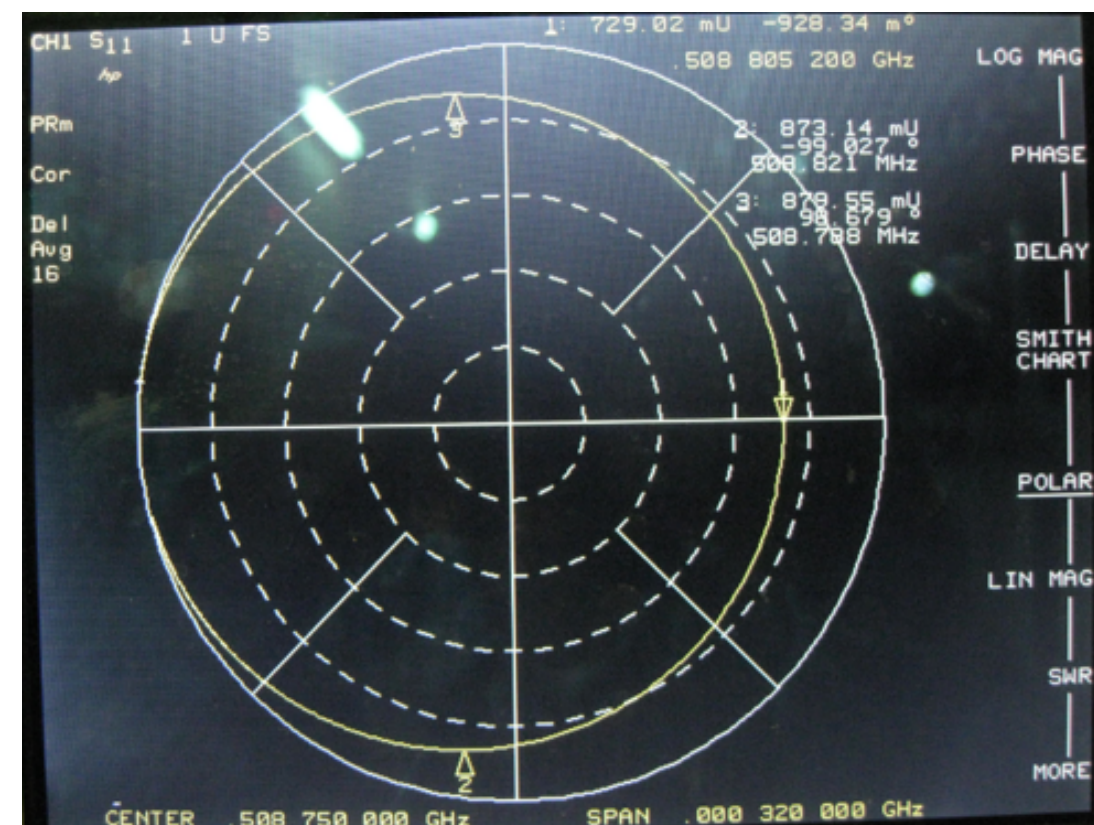 CH1 S11 1 U FS
1: 729.02 mU -928.34 m°
hp
.508 805 200 GHz
PRm
Cor
Del
Avg
16
2: 873.14 mU
-99.027 °
508.821 MHz
3: 878.55 mU
90.679 °
508.788 MHz
3
1
2
LOG MAG
PHASE
DELAY
SMITH
CHART
POLAR
LIN MAG
SWR
MORE
CENTER .508 750 000 GHz SPAN .000 320 000 GHz